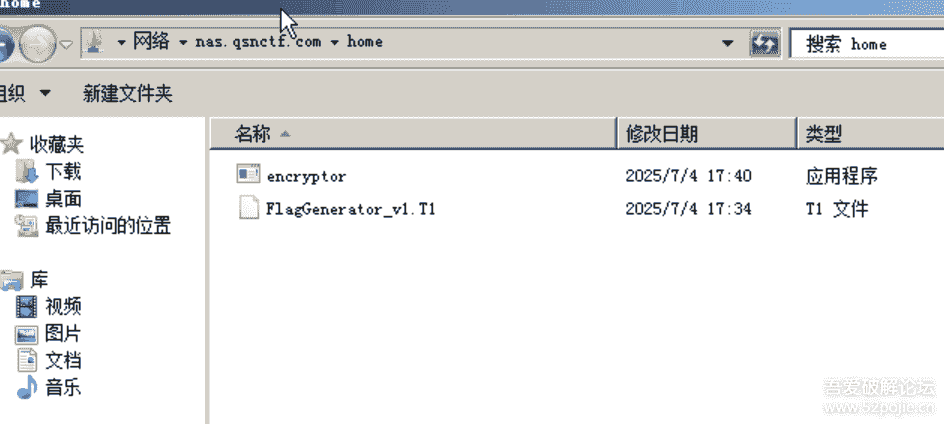 home
网络 nas.qsnctf.com home
搜索 home
组织 新建文件夹
名称 修改日期 类型
收藏夹
下载
桌面
最近访问的位置
库
视频
图片
文档
音乐
encryptor 2025/7/4 17:40 应用程序
FlagGenerator_v1.T1 2025/7/4 17:34 T1 文件
吾爱破解论坛
www.52pojie.cn